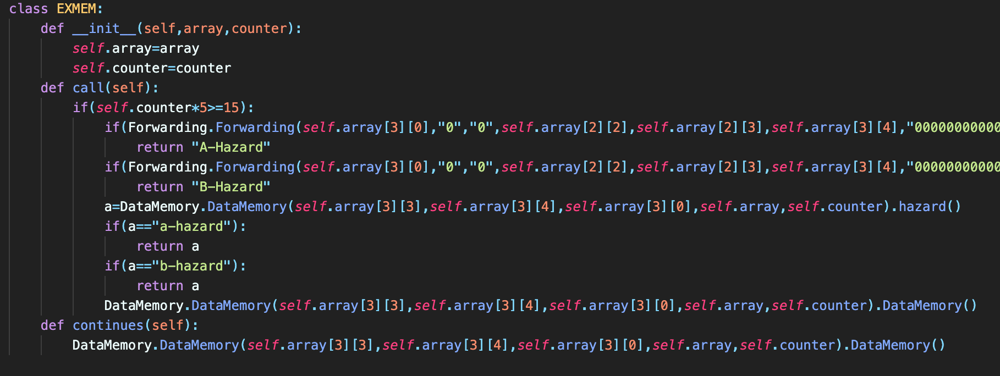 class EXMEM:
    def __init__(self,array,counter):
        self.array=array
        self.counter=counter
    def call(self):
        if(self.counter*5>=15):
            if(Forwarding.Forwarding(self.array[3][0],"0","0",self.array[2][2],self.array[2][3],self.array[3][4],"00000000000
                return "A-Hazard"
            if(Forwarding.Forwarding(self.array[3][0],"0","0",self.array[2][2],self.array[2][3],self.array[3][4],"00000000000
                return "B-Hazard"
            a=DataMemory.DataMemory(self.array[3][3],self.array[3][4],self.array[3][0],self.array,self.counter).hazard()
            if(a=="a-hazard"):
                return a
            if(a=="b-hazard"):
                return a
            DataMemory.DataMemory(self.array[3][3],self.array[3][4],self.array[3][0],self.array,self.counter).DataMemory()
    def continues(self):
        DataMemory.DataMemory(self.array[3][3],self.array[3][4],self.array[3][0],self.array,self.counter).DataMemory()